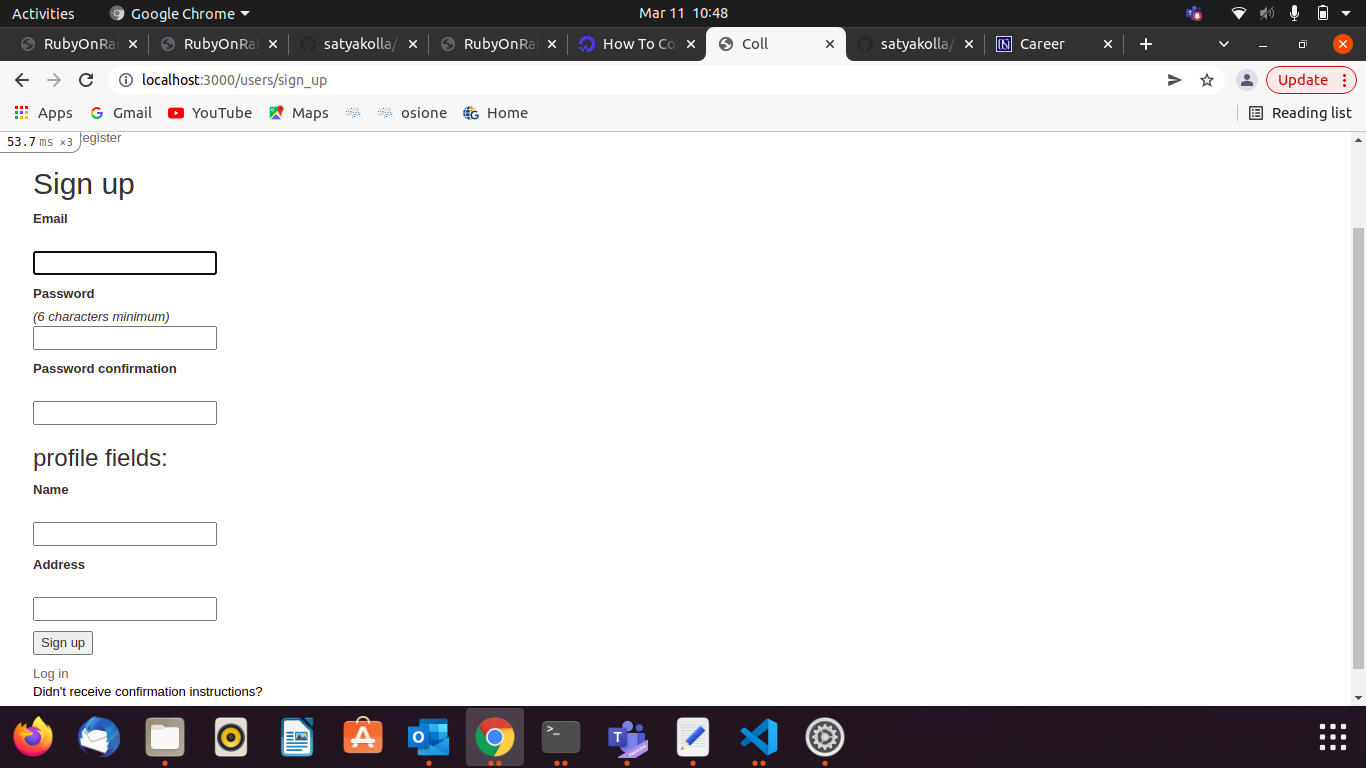 Activities Google Chrome Mar 11 10:48
RubyOnRai RubyOnRai satyakolla/ RubyOnRai How To Co Coll satyakolla/ Career
localhost:3000/users/sign_up Update
Apps Gmail YouTube Maps osione Home Reading list
53.7 ms ×3 egister
Sign up
Email
Password
(6 characters minimum)
Password confirmation
profile fields:
Name
Address
Sign up
Log in
Didn't receive confirmation instructions?